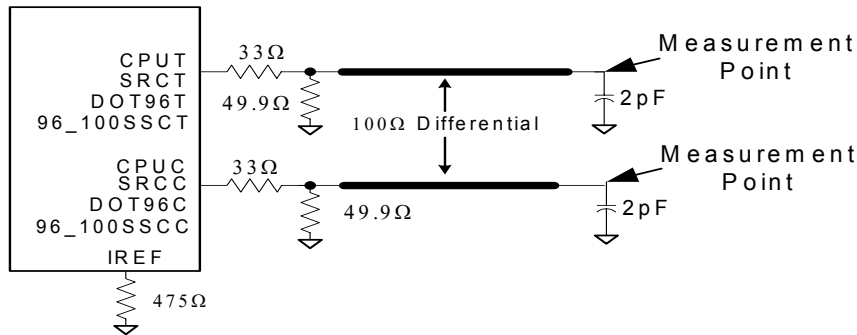 CPUT
SRCT
DOT96T
96_100SSCT
33Ω
49.9Ω
Measurement
Point
2pF
100Ω Differential
CPUC
SRCC
DOT96C
96_100SSCC
33Ω
49.9Ω
Measurement
Point
2pF
IREF
475Ω